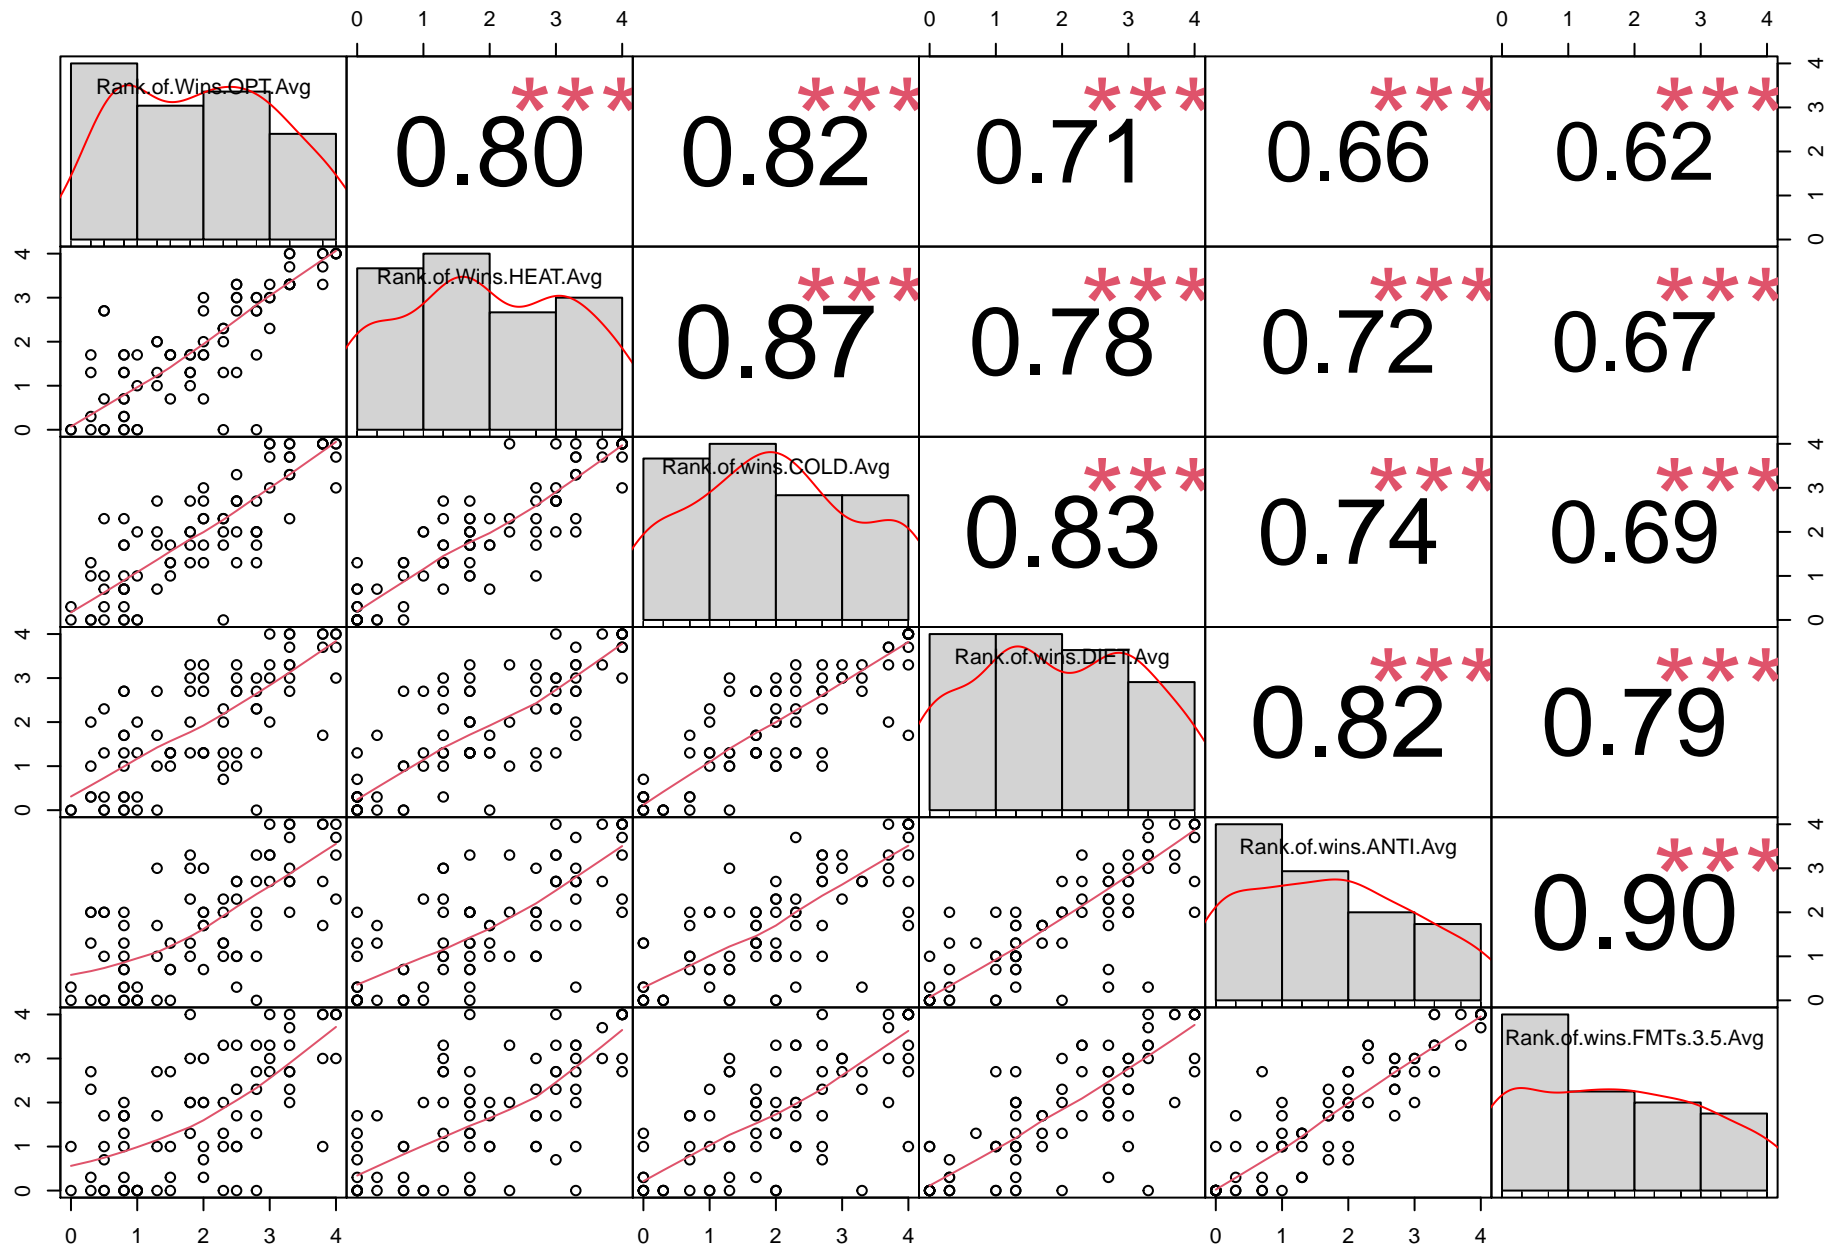 0 1 2 3 4 0 1 2 3 4 0 1 2 3 4
Rank.of.Wins.OPT.Avg 0.80 *** 0.82 *** 0.71 *** 0.66 *** 0.62 *** 0 1 2 3 4
0 1 2 3 4 Rank.of.Wins.HEAT.Avg 0.87 *** 0.78 *** 0.72 *** 0.67 ***
Rank.of.wins.COLD.Avg 0.83 *** 0.74 *** 0.69 *** 0 1 2 3 4
0 1 2 3 4 Rank.of.wins.DIET.Avg 0.82 *** 0.79 ***
Rank.of.wins.ANTI.Avg 0.90 *** 0 1 2 3 4
0 1 2 3 4 Rank.of.wins.FMTs.3.5.Avg
0 1 2 3 4 0 1 2 3 4 0 1 2 3 4